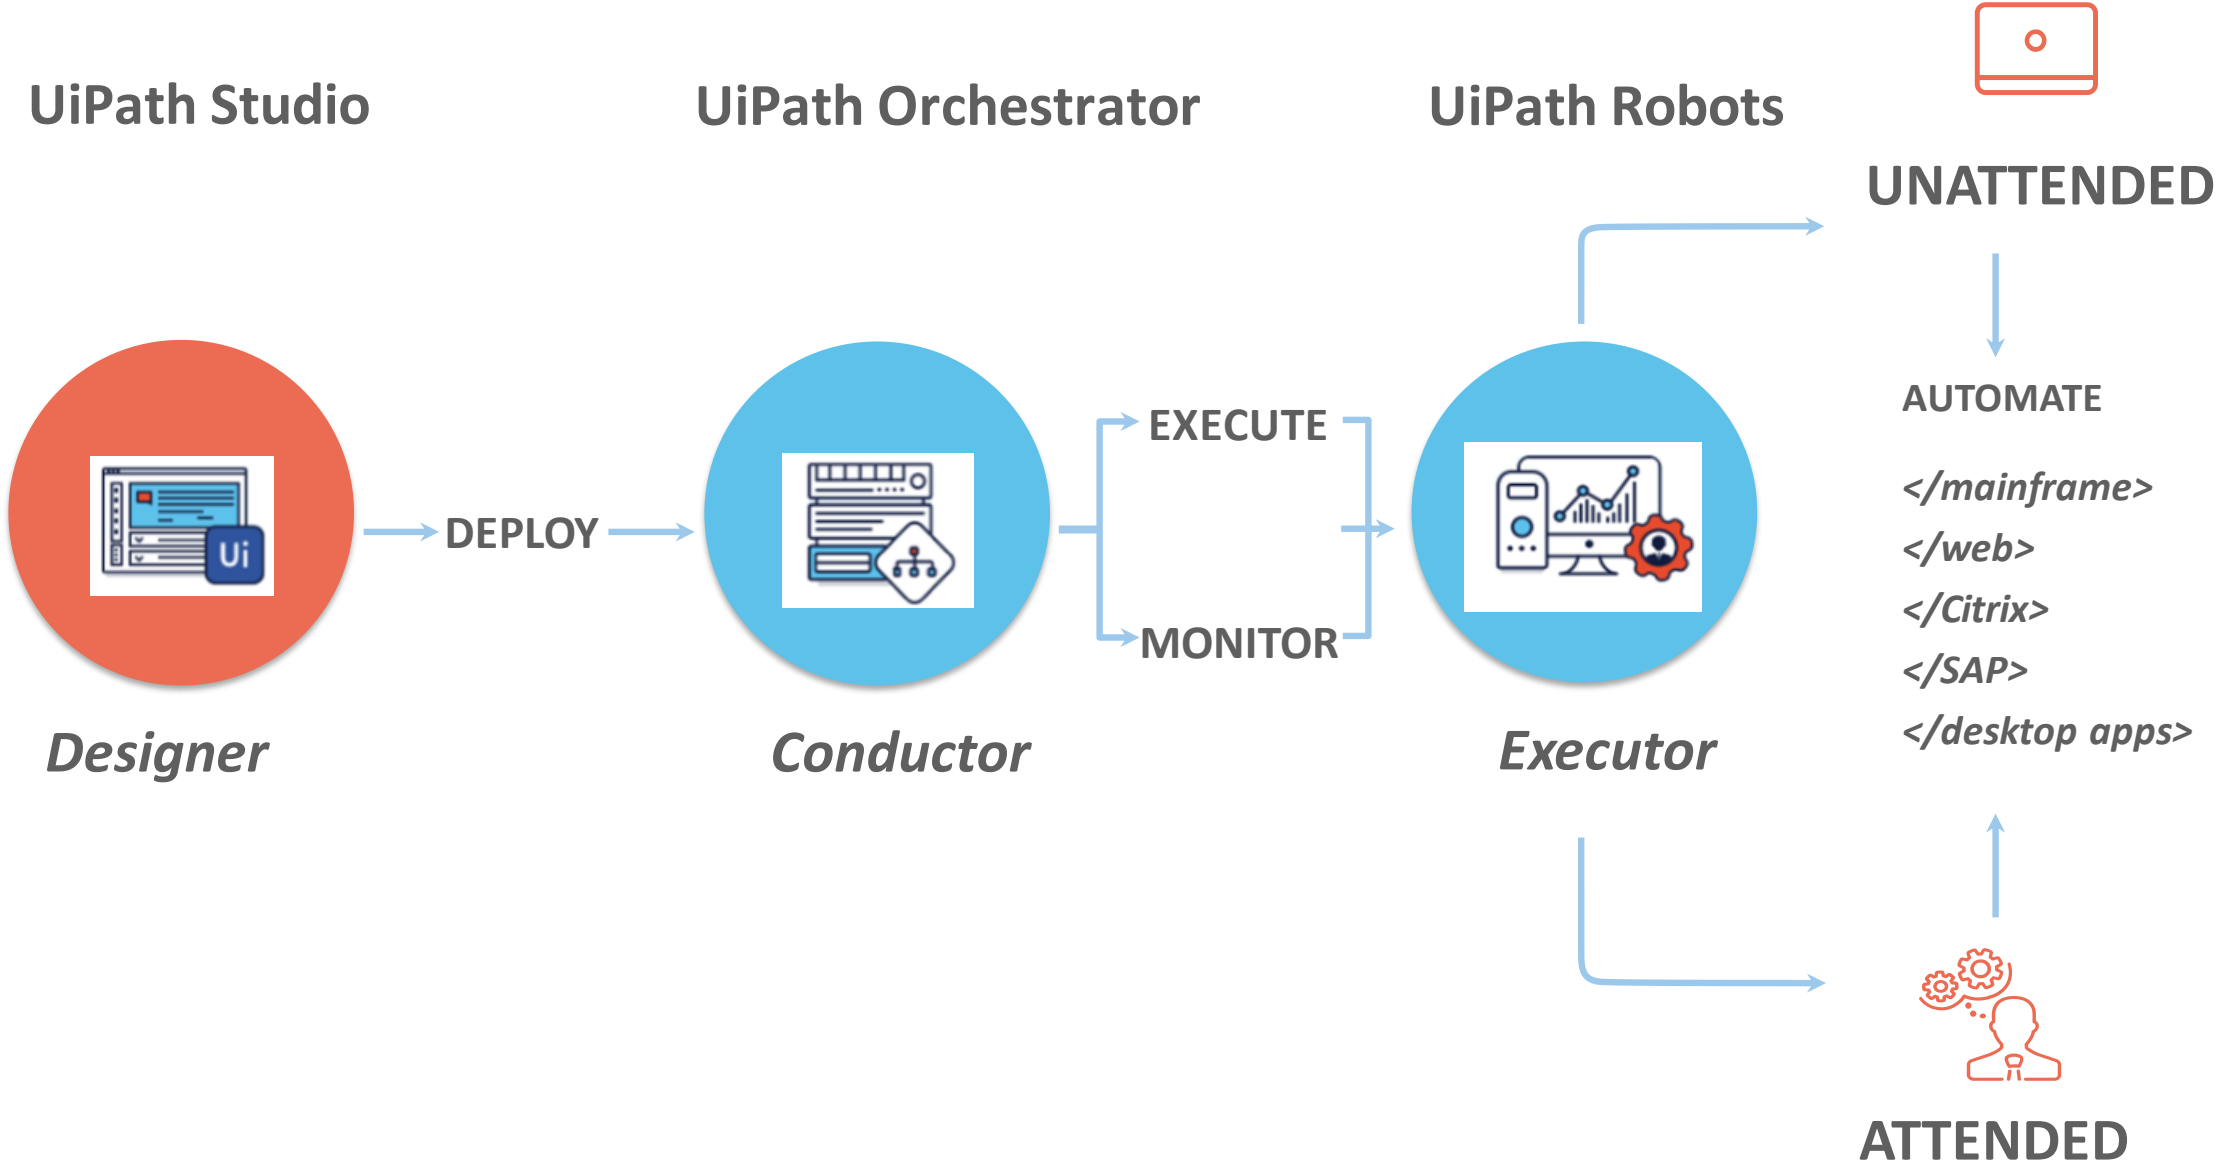 UiPath Studio
UiPath Orchestrator
UiPath Robots
UNATTENDED
Ui
DEPLOY
EXECUTE
MONITOR
AUTOMATE
</mainframe>
</web>
</Citrix>
</SAP>
</desktop apps>
Designer
Conductor
Executor
ATTENDED